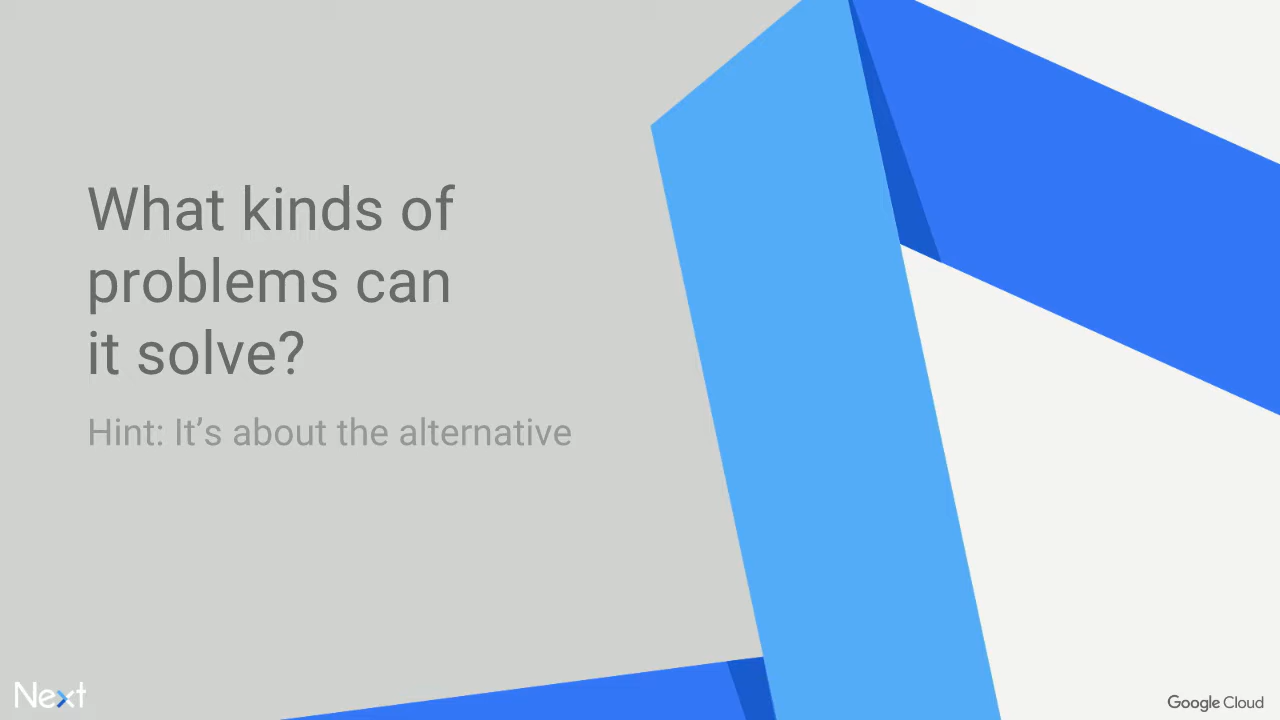 What kinds of
problems can
it solve?
Hint: It’s about the alternative
Next
Google Cloud